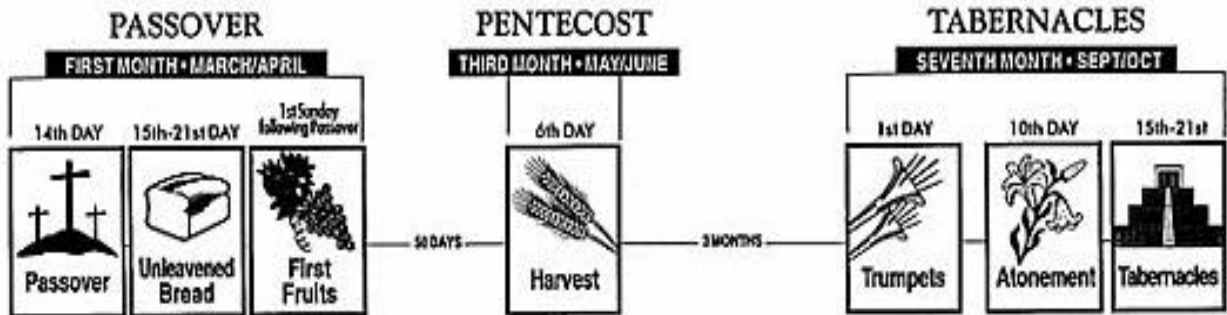 PASSOVER
FIRST MONTH • MARCH/APRIL
14th DAY
15th-21st DAY
1st Sunday
following Passover
Passover
Unleavened
Bread
First
Fruits
50 DAYS
PENTECOST
THIRD MONTH • MAY/JUNE
6th DAY
Harvest
3 MONTHS
TABERNACLES
SEVENTH MONTH • SEPT/OCT
1st DAY
10th DAY
15th-21st
Trumpets
Atonement
Tabernacles